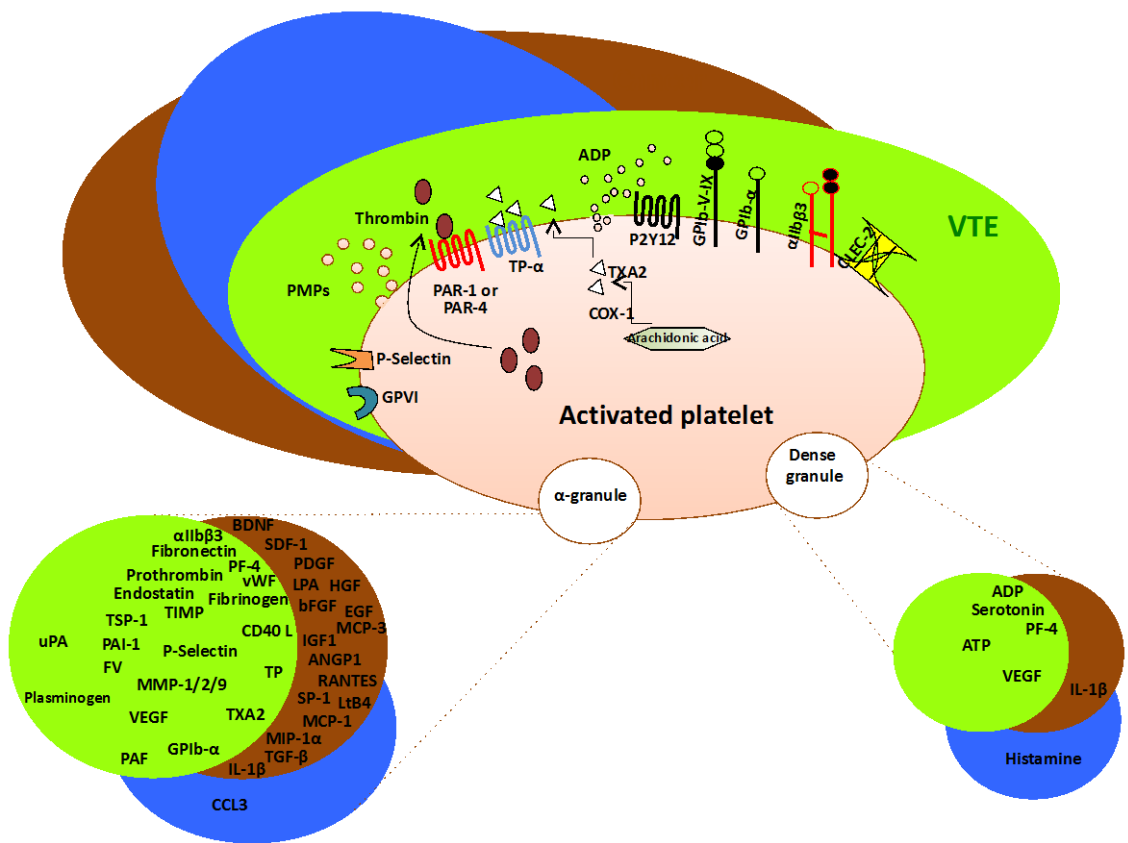 ADP
VTE
Thrombin
GPIb-V-IX
GPIb-α
αIIbβ3
CLEC-2
P2Y12
TP-α
TXA2
PMPs
PAR-1 or
PAR-4
COX-1
Arachidonic acid
P-Selectin
GPVI
Activated platelet
α-granule
Dense
granule
αIIbβ3
BDNF
Fibronectin
SDF-1
PF-4
PDGF
Prothrombin
vWF
LPA
HGF
Endostatin
Fibrinogen
bFGF
EGF
TIMP
TSP-1
MCP-3
CD40 L
uPA
PAI-1
P-Selectin
IGF1
FV
TP
ANGP1
MMP-1/2/9
RANTES
Plasminogen
SP-1
LtB4
VEGF
TXA2
MCP-1
PAF
GPIb-α
MIP-1α
TGF-β
IL-1β
CCL3
ADP
Serotonin
PF-4
ATP
VEGF
IL-1β
Histamine